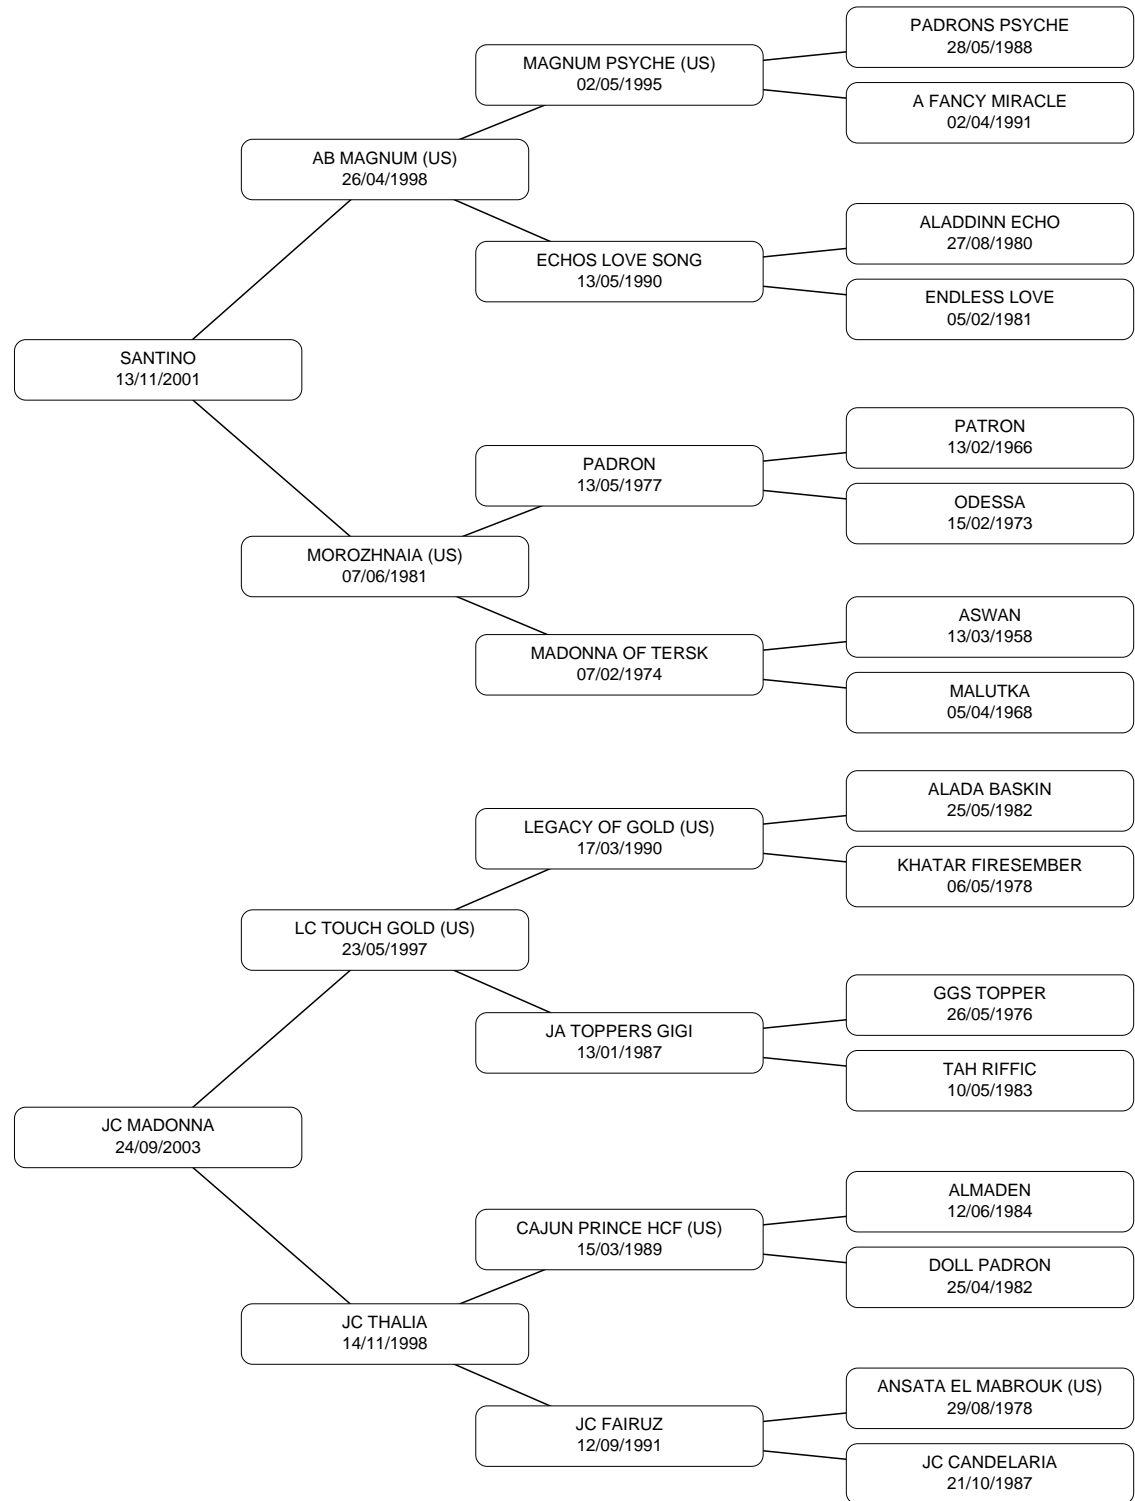 PADRONS PSYCHE
28/05/1988
MAGNUM PSYCHE (US)
02/05/1995
A FANCY MIRACLE
02/04/1991
AB MAGNUM (US)
26/04/1998
ALADDINN ECHO
27/08/1980
ECHOS LOVE SONG
13/05/1990
ENDLESS LOVE
05/02/1981
SANTINO
13/11/2001
PATRON
13/02/1966
PADRON
13/05/1977
ODESSA
15/02/1973
MOROZHNAIA (US)
07/06/1981
ASWAN
13/03/1958
MADONNA OF TERSK
07/02/1974
MALUTKA
05/04/1968
ALADA BASKIN
25/05/1982
LEGACY OF GOLD (US)
17/03/1990
KHATAR FIRESEMBER
06/05/1978
LC TOUCH GOLD (US)
23/05/1997
GGS TOPPER
26/05/1976
JA TOPPERS GIGI
13/01/1987
TAH RIFFIC
10/05/1983
JC MADONNA
24/09/2003
ALMADEN
12/06/1984
CAJUN PRINCE HCF (US)
15/03/1989
DOLL PADRON
25/04/1982
JC THALIA
14/11/1998
ANSATA EL MABROUK (US)
29/08/1978
JC FAIRUZ
12/09/1991
JC CANDELARIA
21/10/1987